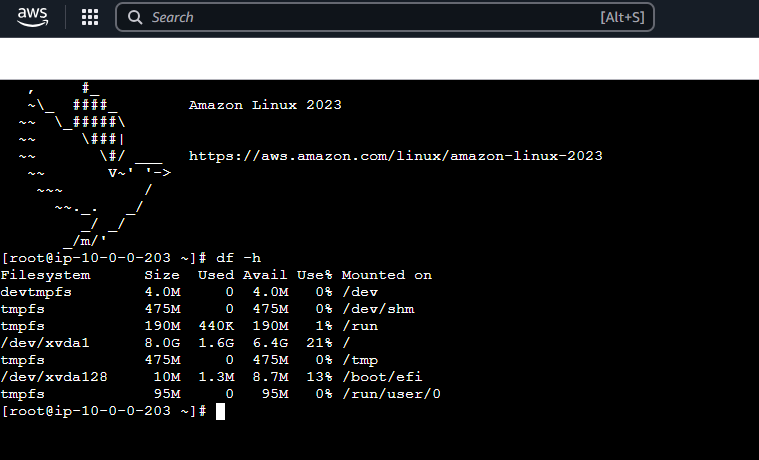 aws Search [Alt+S]
   ,     #_
   ~\_  ####_        Amazon Linux 2023
  ~~  \_#####\
  ~~     \###|
  ~~       \#/ ___   https://aws.amazon.com/linux/amazon-linux-2023
   ~~       V~' '->
    ~~~         /
      ~~._.   _/
         _/ _/
       _/m/'
[root@ip-10-0-0-203 ~]# df -h
Filesystem      Size  Used Avail Use% Mounted on
devtmpfs        4.0M     0  4.0M   0% /dev
tmpfs           475M     0  475M   0% /dev/shm
tmpfs           190M  440K  190M   1% /run
/dev/xvda1      8.0G  1.6G  6.4G  21% /
tmpfs           475M     0  475M   0% /tmp
/dev/xvda128     10M  1.3M  8.7M  13% /boot/efi
tmpfs            95M     0   95M   0% /run/user/0
[root@ip-10-0-0-203 ~]#